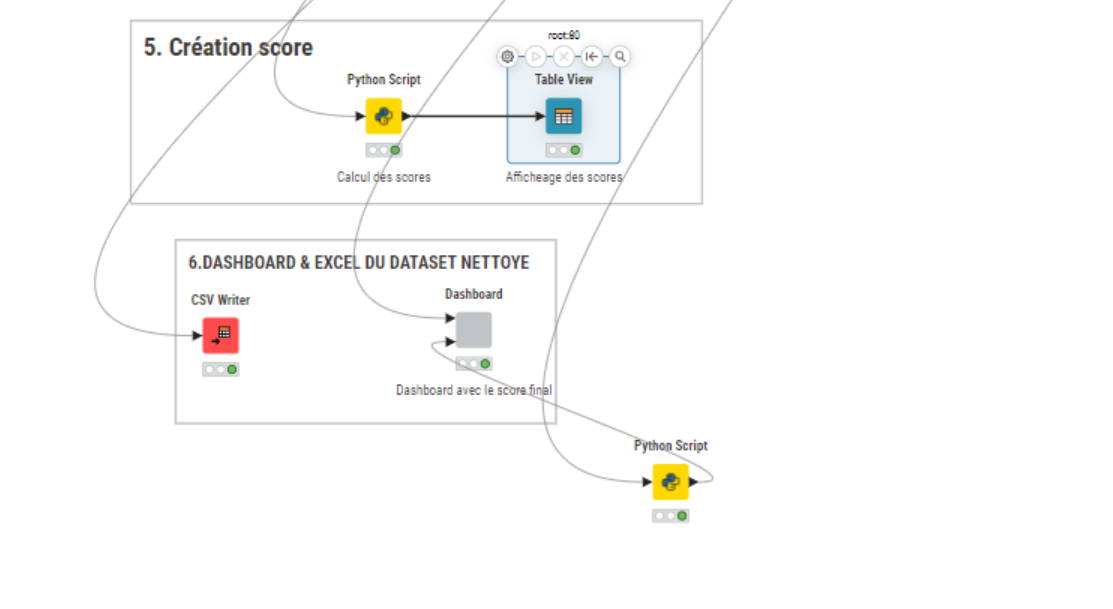 root:80
5. Création score
Python Script
Table View
Calcul des scores
Afficheage des scores
6.DASHBOARD & EXCEL DU DATASET NETTOYE
CSV Writer
Dashboard
Dashboard avec le score final
Python Script